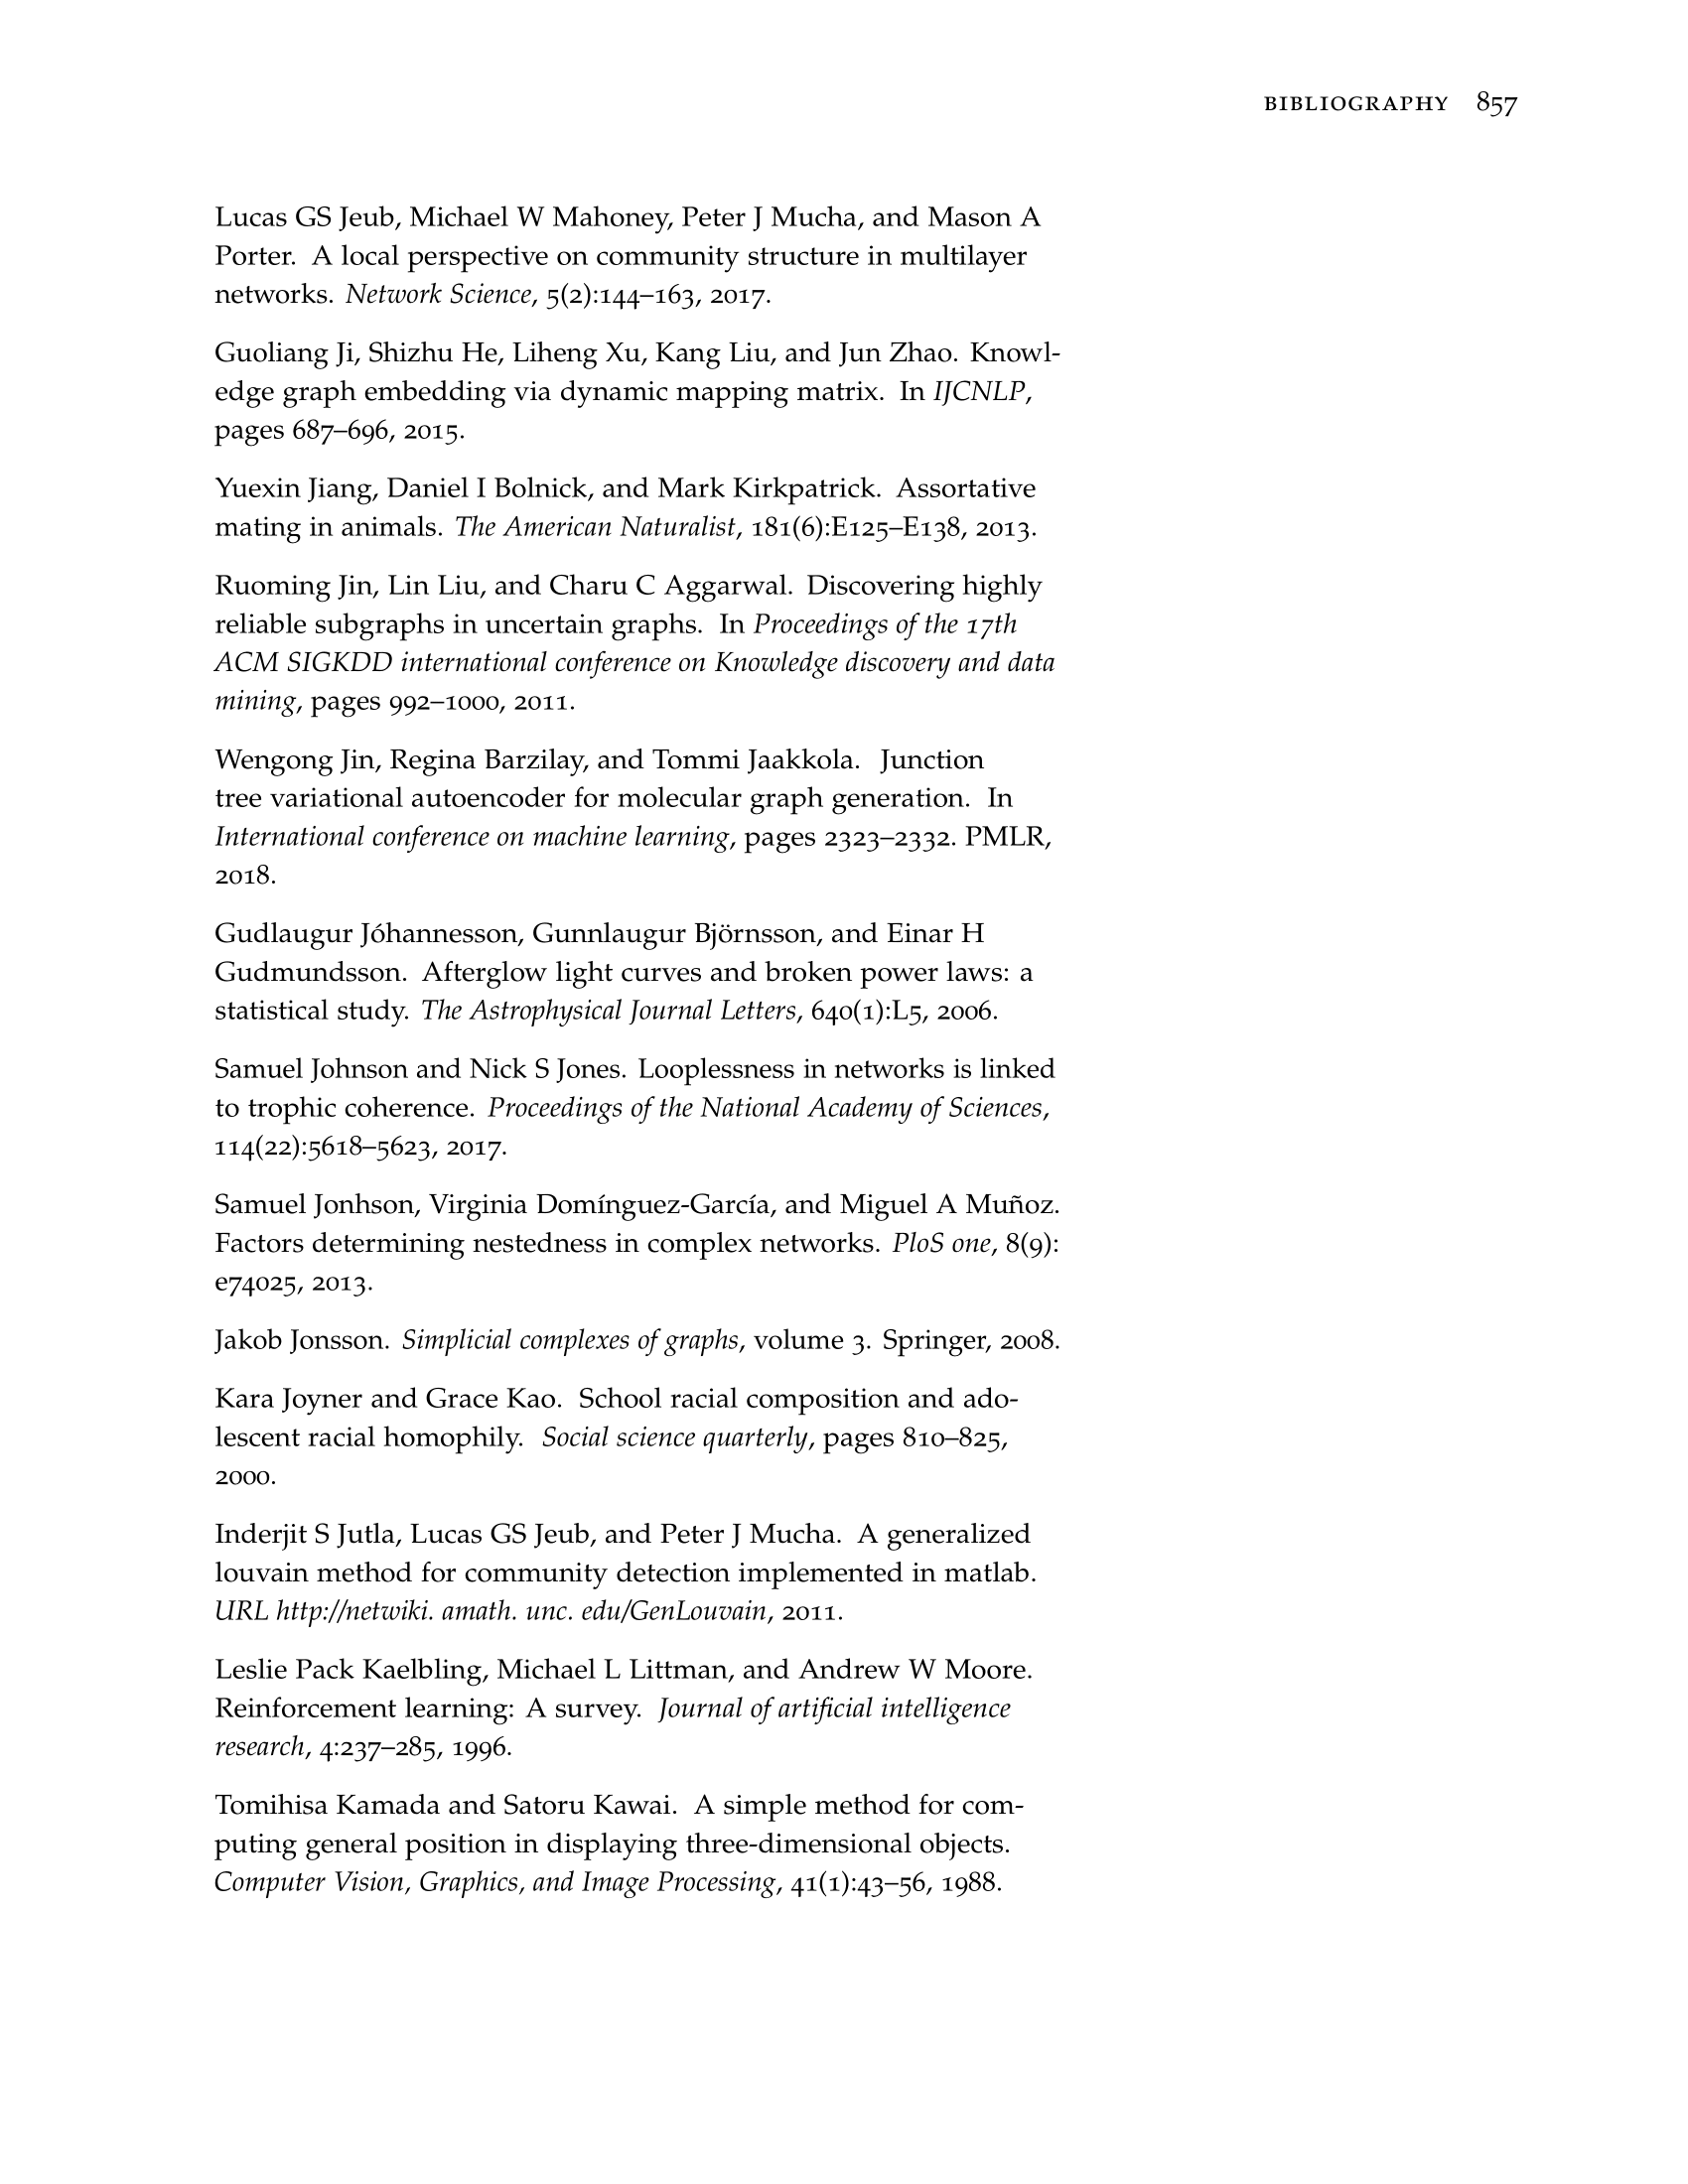 BIBLIOGRAPHY 857
Lucas GS Jeub, Michael W Mahoney, Peter J Mucha, and Mason A
Porter. A local perspective on community structure in multilayer
networks. Network Science, 5(2):144–163, 2017.
Guoliang Ji, Shizhu He, Liheng Xu, Kang Liu, and Jun Zhao. Knowl-
edge graph embedding via dynamic mapping matrix. In IJCNLP,
pages 687–696, 2015.
Yuexin Jiang, Daniel I Bolnick, and Mark Kirkpatrick. Assortative
mating in animals. The American Naturalist, 181(6):E125–E138, 2013.
Ruoming Jin, Lin Liu, and Charu C Aggarwal. Discovering highly
reliable subgraphs in uncertain graphs. In Proceedings of the 17th
ACM SIGKDD international conference on Knowledge discovery and data
mining, pages 992–1000, 2011.
Wengong Jin, Regina Barzilay, and Tommi Jaakkola. Junction
tree variational autoencoder for molecular graph generation. In
International conference on machine learning, pages 2323–2332. PMLR,
2018.
Gudlaugur Jóhannesson, Gunnlaugur Björnsson, and Einar H
Gudmundsson. Afterglow light curves and broken power laws: a
statistical study. The Astrophysical Journal Letters, 640(1):L5, 2006.
Samuel Johnson and Nick S Jones. Looplessness in networks is linked
to trophic coherence. Proceedings of the National Academy of Sciences,
114(22):5618–5623, 2017.
Samuel Jonhson, Virginia Domínguez-García, and Miguel A Muñoz.
Factors determining nestedness in complex networks. PloS one, 8(9):
e74025, 2013.
Jakob Jonsson. Simplicial complexes of graphs, volume 3. Springer, 2008.
Kara Joyner and Grace Kao. School racial composition and ado-
lescent racial homophily. Social science quarterly, pages 810–825,
2000.
Inderjit S Jutla, Lucas GS Jeub, and Peter J Mucha. A generalized
louvain method for community detection implemented in matlab.
URL http://netwiki. amath. unc. edu/GenLouvain, 2011.
Leslie Pack Kaelbling, Michael L Littman, and Andrew W Moore.
Reinforcement learning: A survey. Journal of artificial intelligence
research, 4:237–285, 1996.
Tomihisa Kamada and Satoru Kawai. A simple method for com-
puting general position in displaying three-dimensional objects.
Computer Vision, Graphics, and Image Processing, 41(1):43–56, 1988.